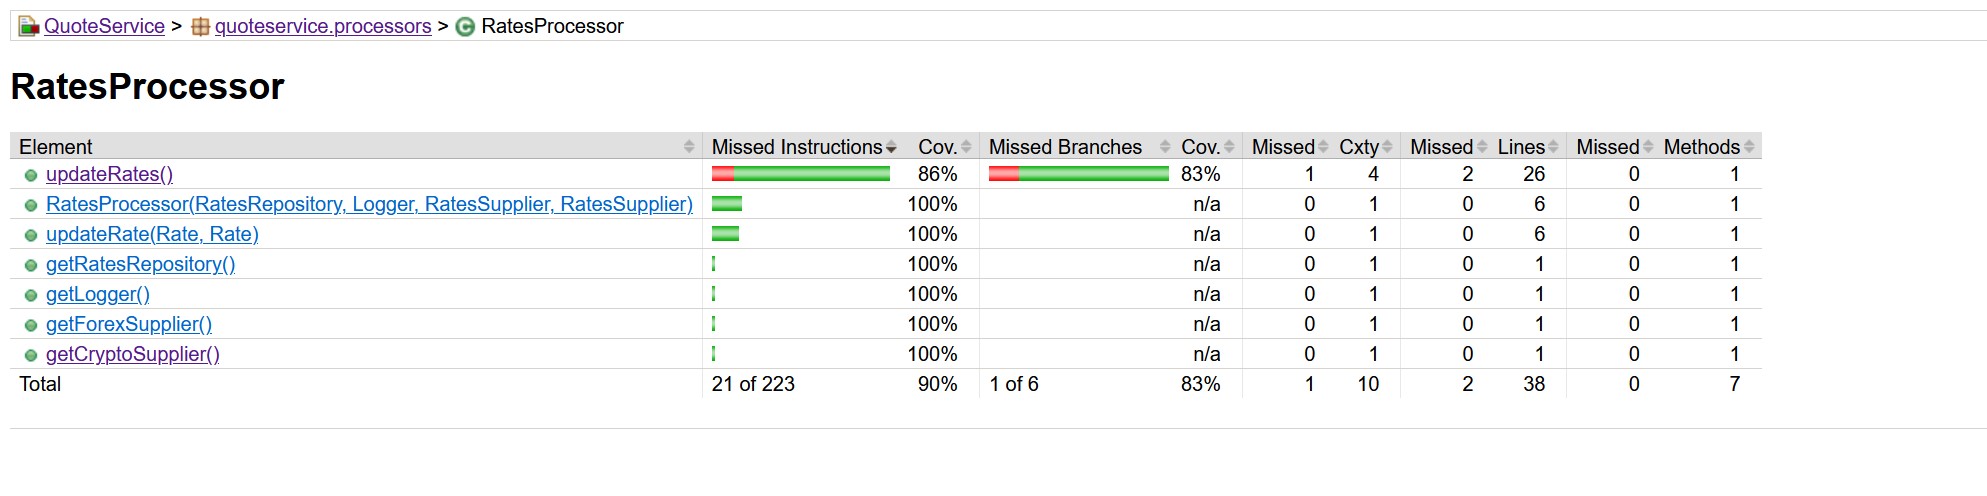 QuoteService > quoteservice.processors > RatesProcessor
RatesProcessor
Element Missed Instructions Cov. Missed Branches Cov. Missed Cxty Missed Lines Missed Methods
updateRates() 86% 83% 1 4 2 26 0 1
RatesProcessor(RatesRepository, Logger, RatesSupplier, RatesSupplier) 100% n/a 0 1 0 6 0 1
updateRate(Rate, Rate) 100% n/a 0 1 0 6 0 1
getRatesRepository() 100% n/a 0 1 0 1 0 1
getLogger() 100% n/a 0 1 0 1 0 1
getForexSupplier() 100% n/a 0 1 0 1 0 1
getCryptoSupplier() 100% n/a 0 1 0 1 0 1
Total 21 of 223 90% 1 of 6 83% 1 10 2 38 0 7